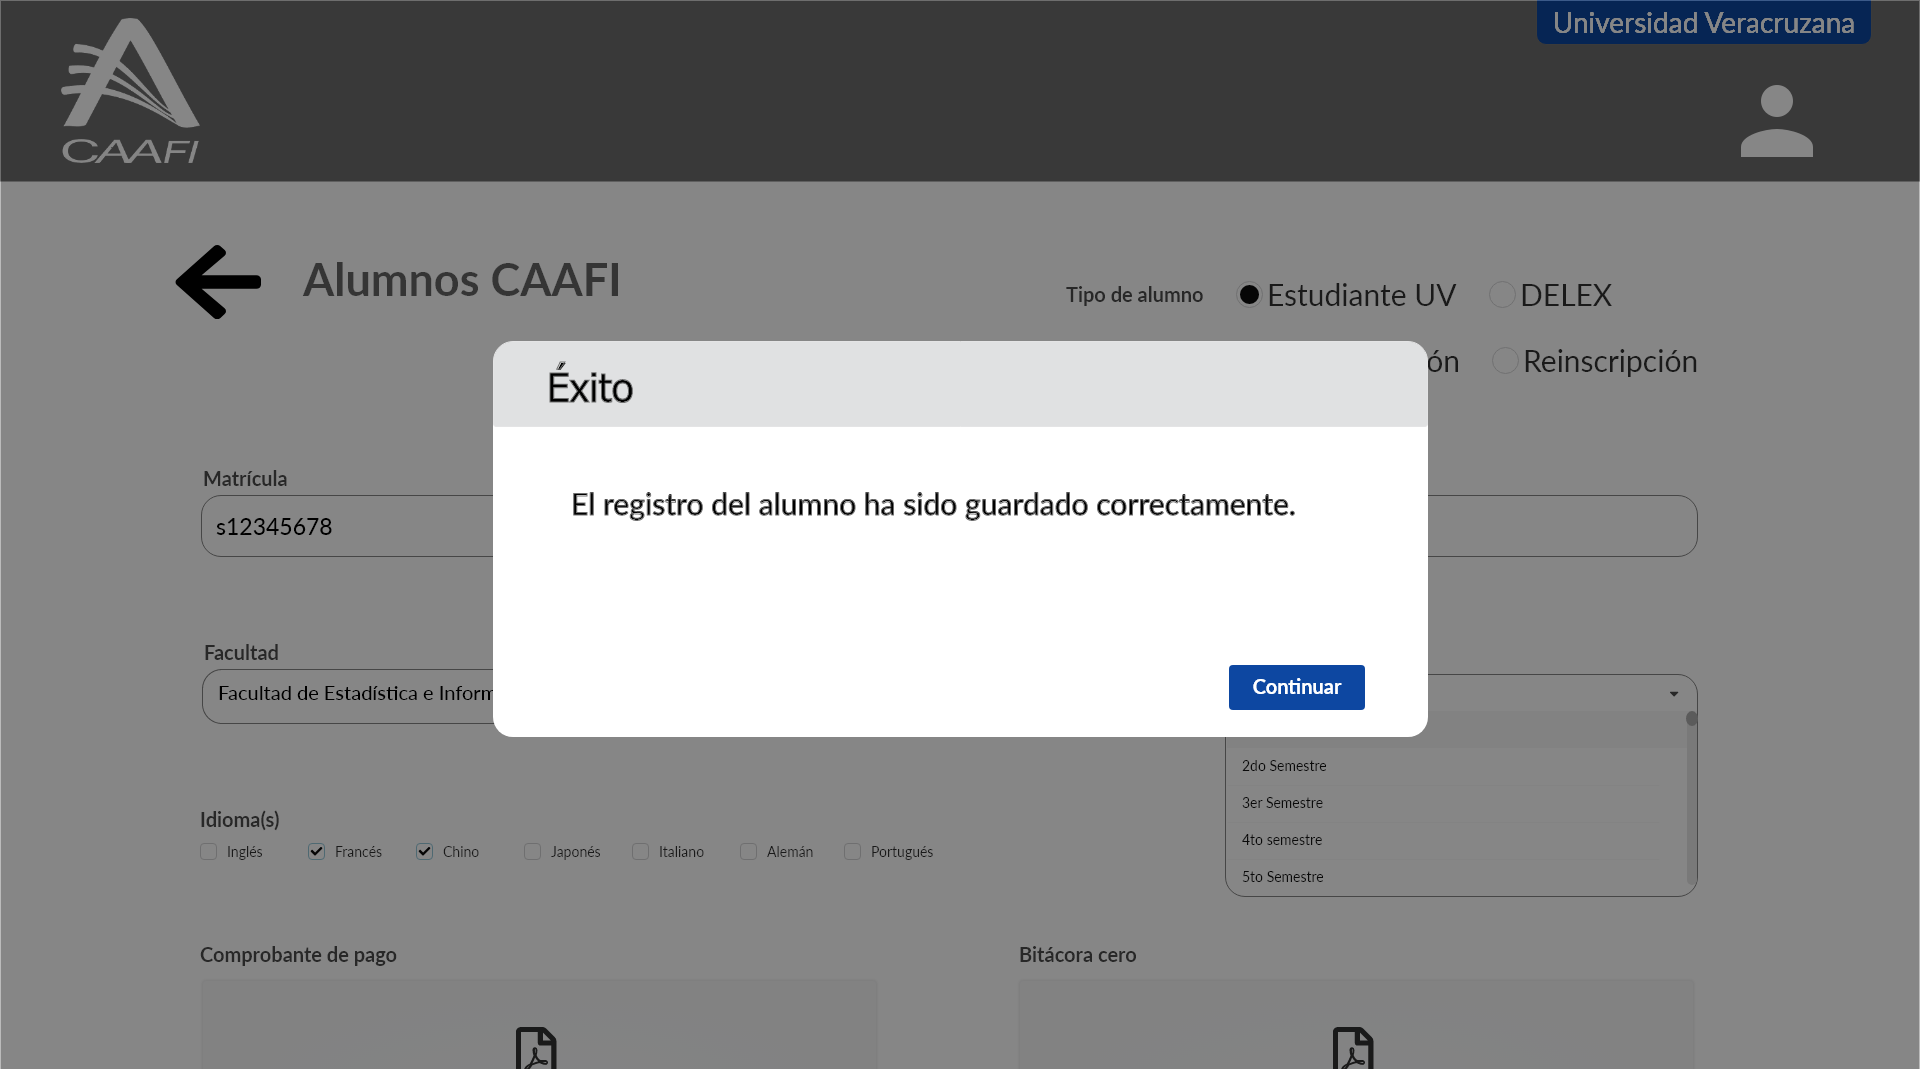 Universidad Veracruzana
CAAFI
Alumnos CAAFI
Tipo de alumno
Estudiante UV
DELEX
Reinscripción
Éxito
El registro del alumno ha sido guardado correctamente.
Continuar
Matrícula
s12345678
Facultad
Facultad de Estadística e Inform
2do Semestre
3er Semestre
4to semestre
5to Semestre
Idioma(s)
Inglés
Francés
Chino
Japonés
Italiano
Alemán
Portugués
Comprobante de pago
Bitácora cero